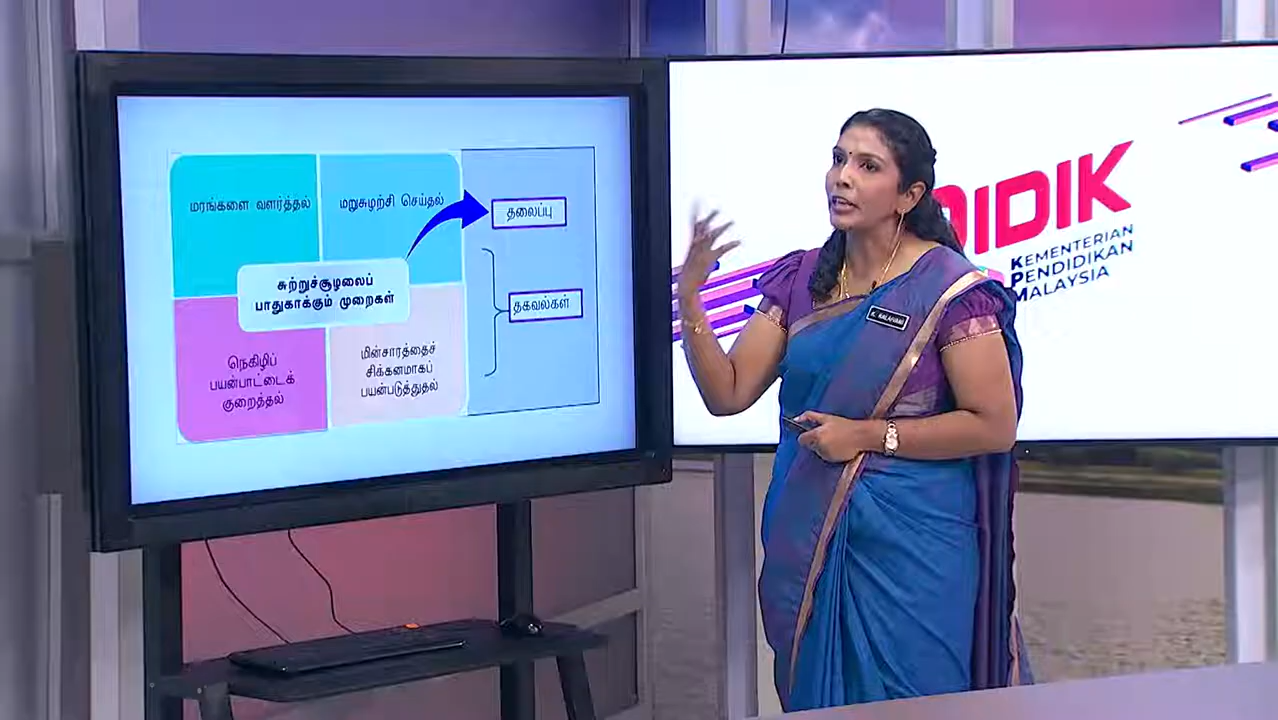 மரங்களை வளர்த்தல்
மறுசுழற்சி செய்தல்
சுற்றுச்சூழலைப்
பாதுகாக்கும் முறைகள்
நெகிழிப்
பயன்பாட்டைக்
குறைத்தல்
மின்சாரத்தைச்
சிக்கனமாகப்
பயன்படுத்துதல்
தலைப்பு
தகவல்கள்
DIDIK
KEMENTERIAN
PENDIDIKAN
MALAYSIA